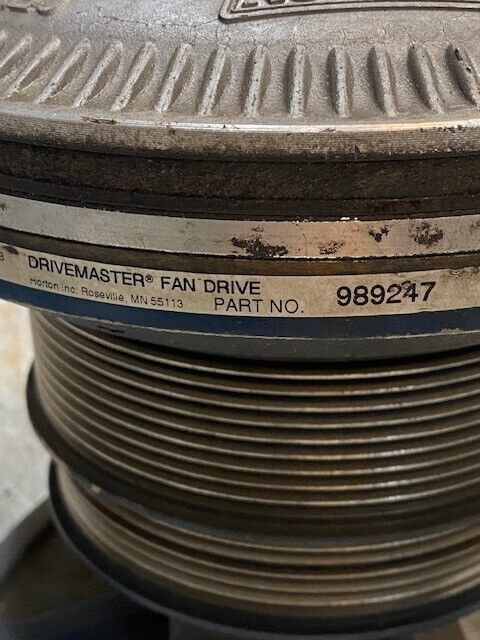 DRIVEMASTER® FAN DRIVE
Horton Inc. Roseville, MN 55113 PART NO. 989247